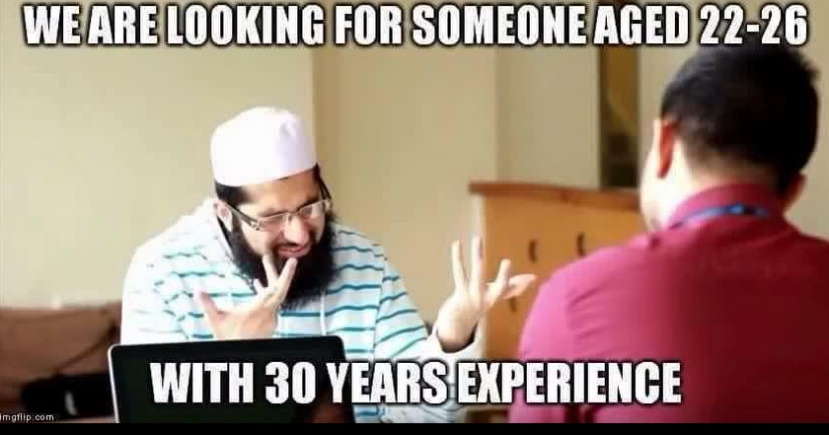 WE ARE LOOKING FOR SOMEONE AGED 22-26
WITH 30 YEARS EXPERIENCE
imgflip.com